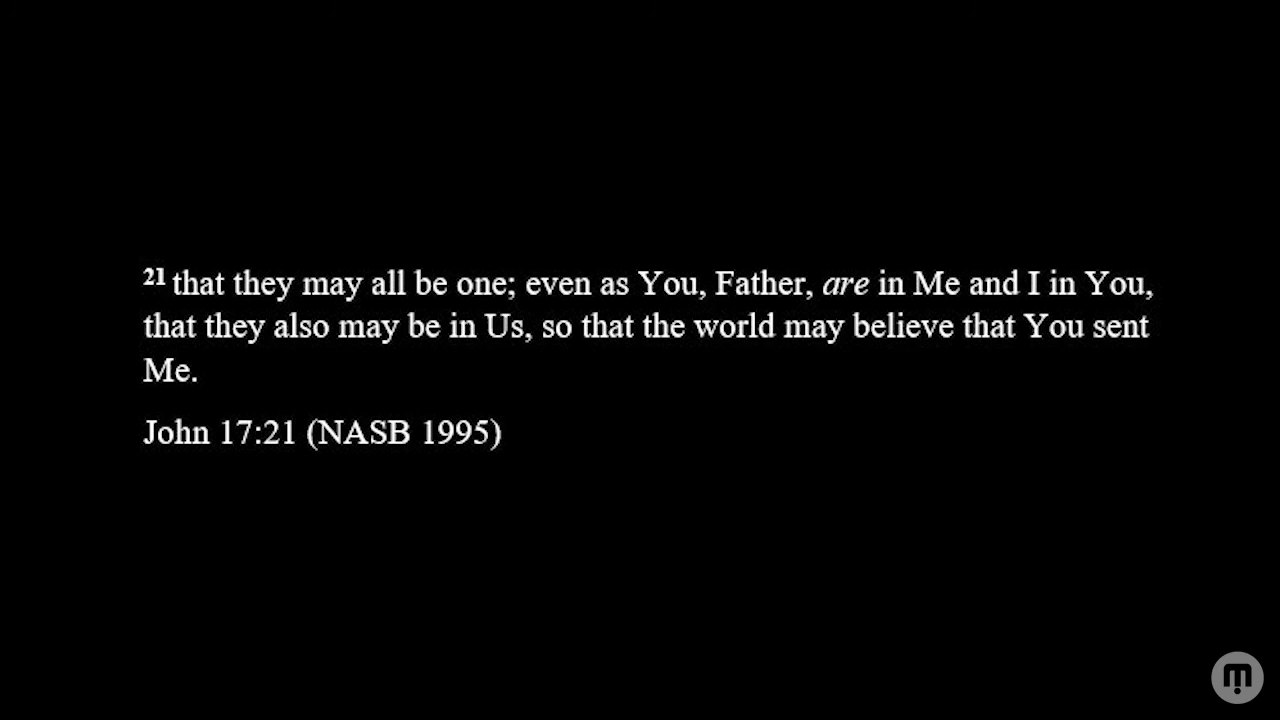 21 that they may all be one; even as You, Father, are in Me and I in You,
that they also may be in Us, so that the world may believe that You sent
Me.
John 17:21 (NASB 1995)
m